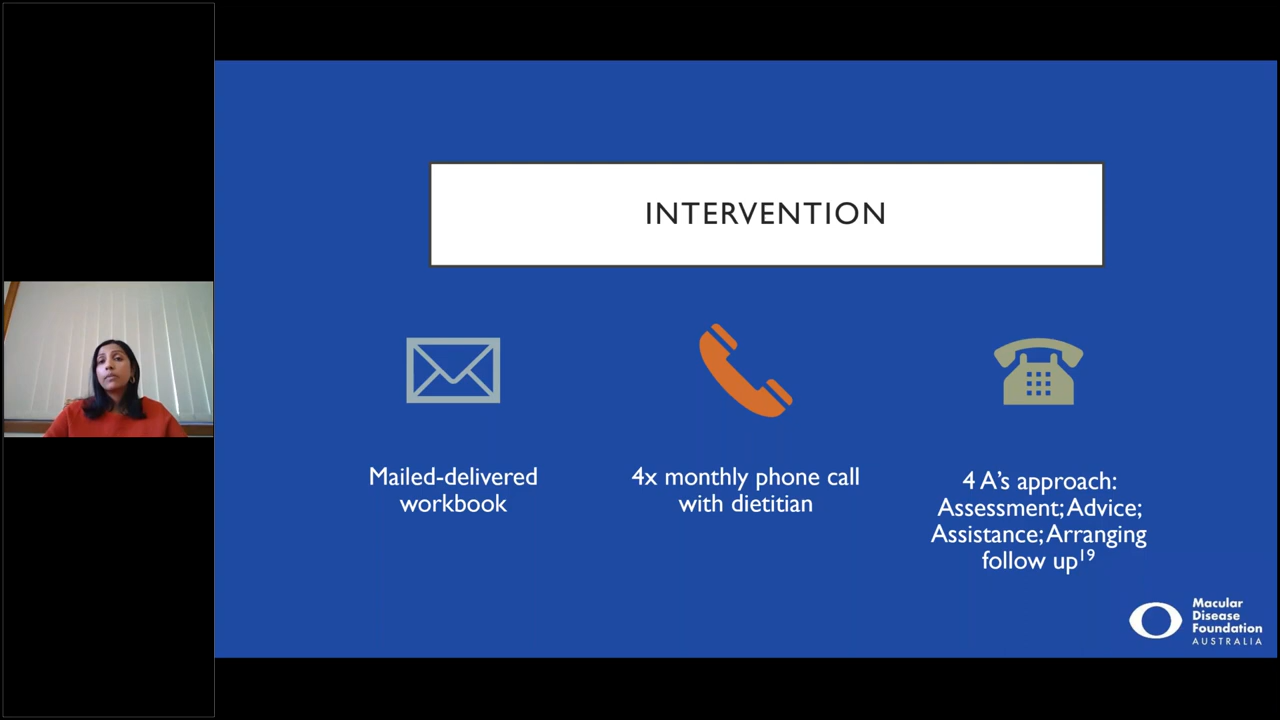 INTERVENTION
Mailed-delivered
workbook
4x monthly phone call
with dietitian
4 A's approach:
Assessment; Advice;
Assistance; Arranging
follow up19
Macular
Disease
Foundation
AUSTRALIA